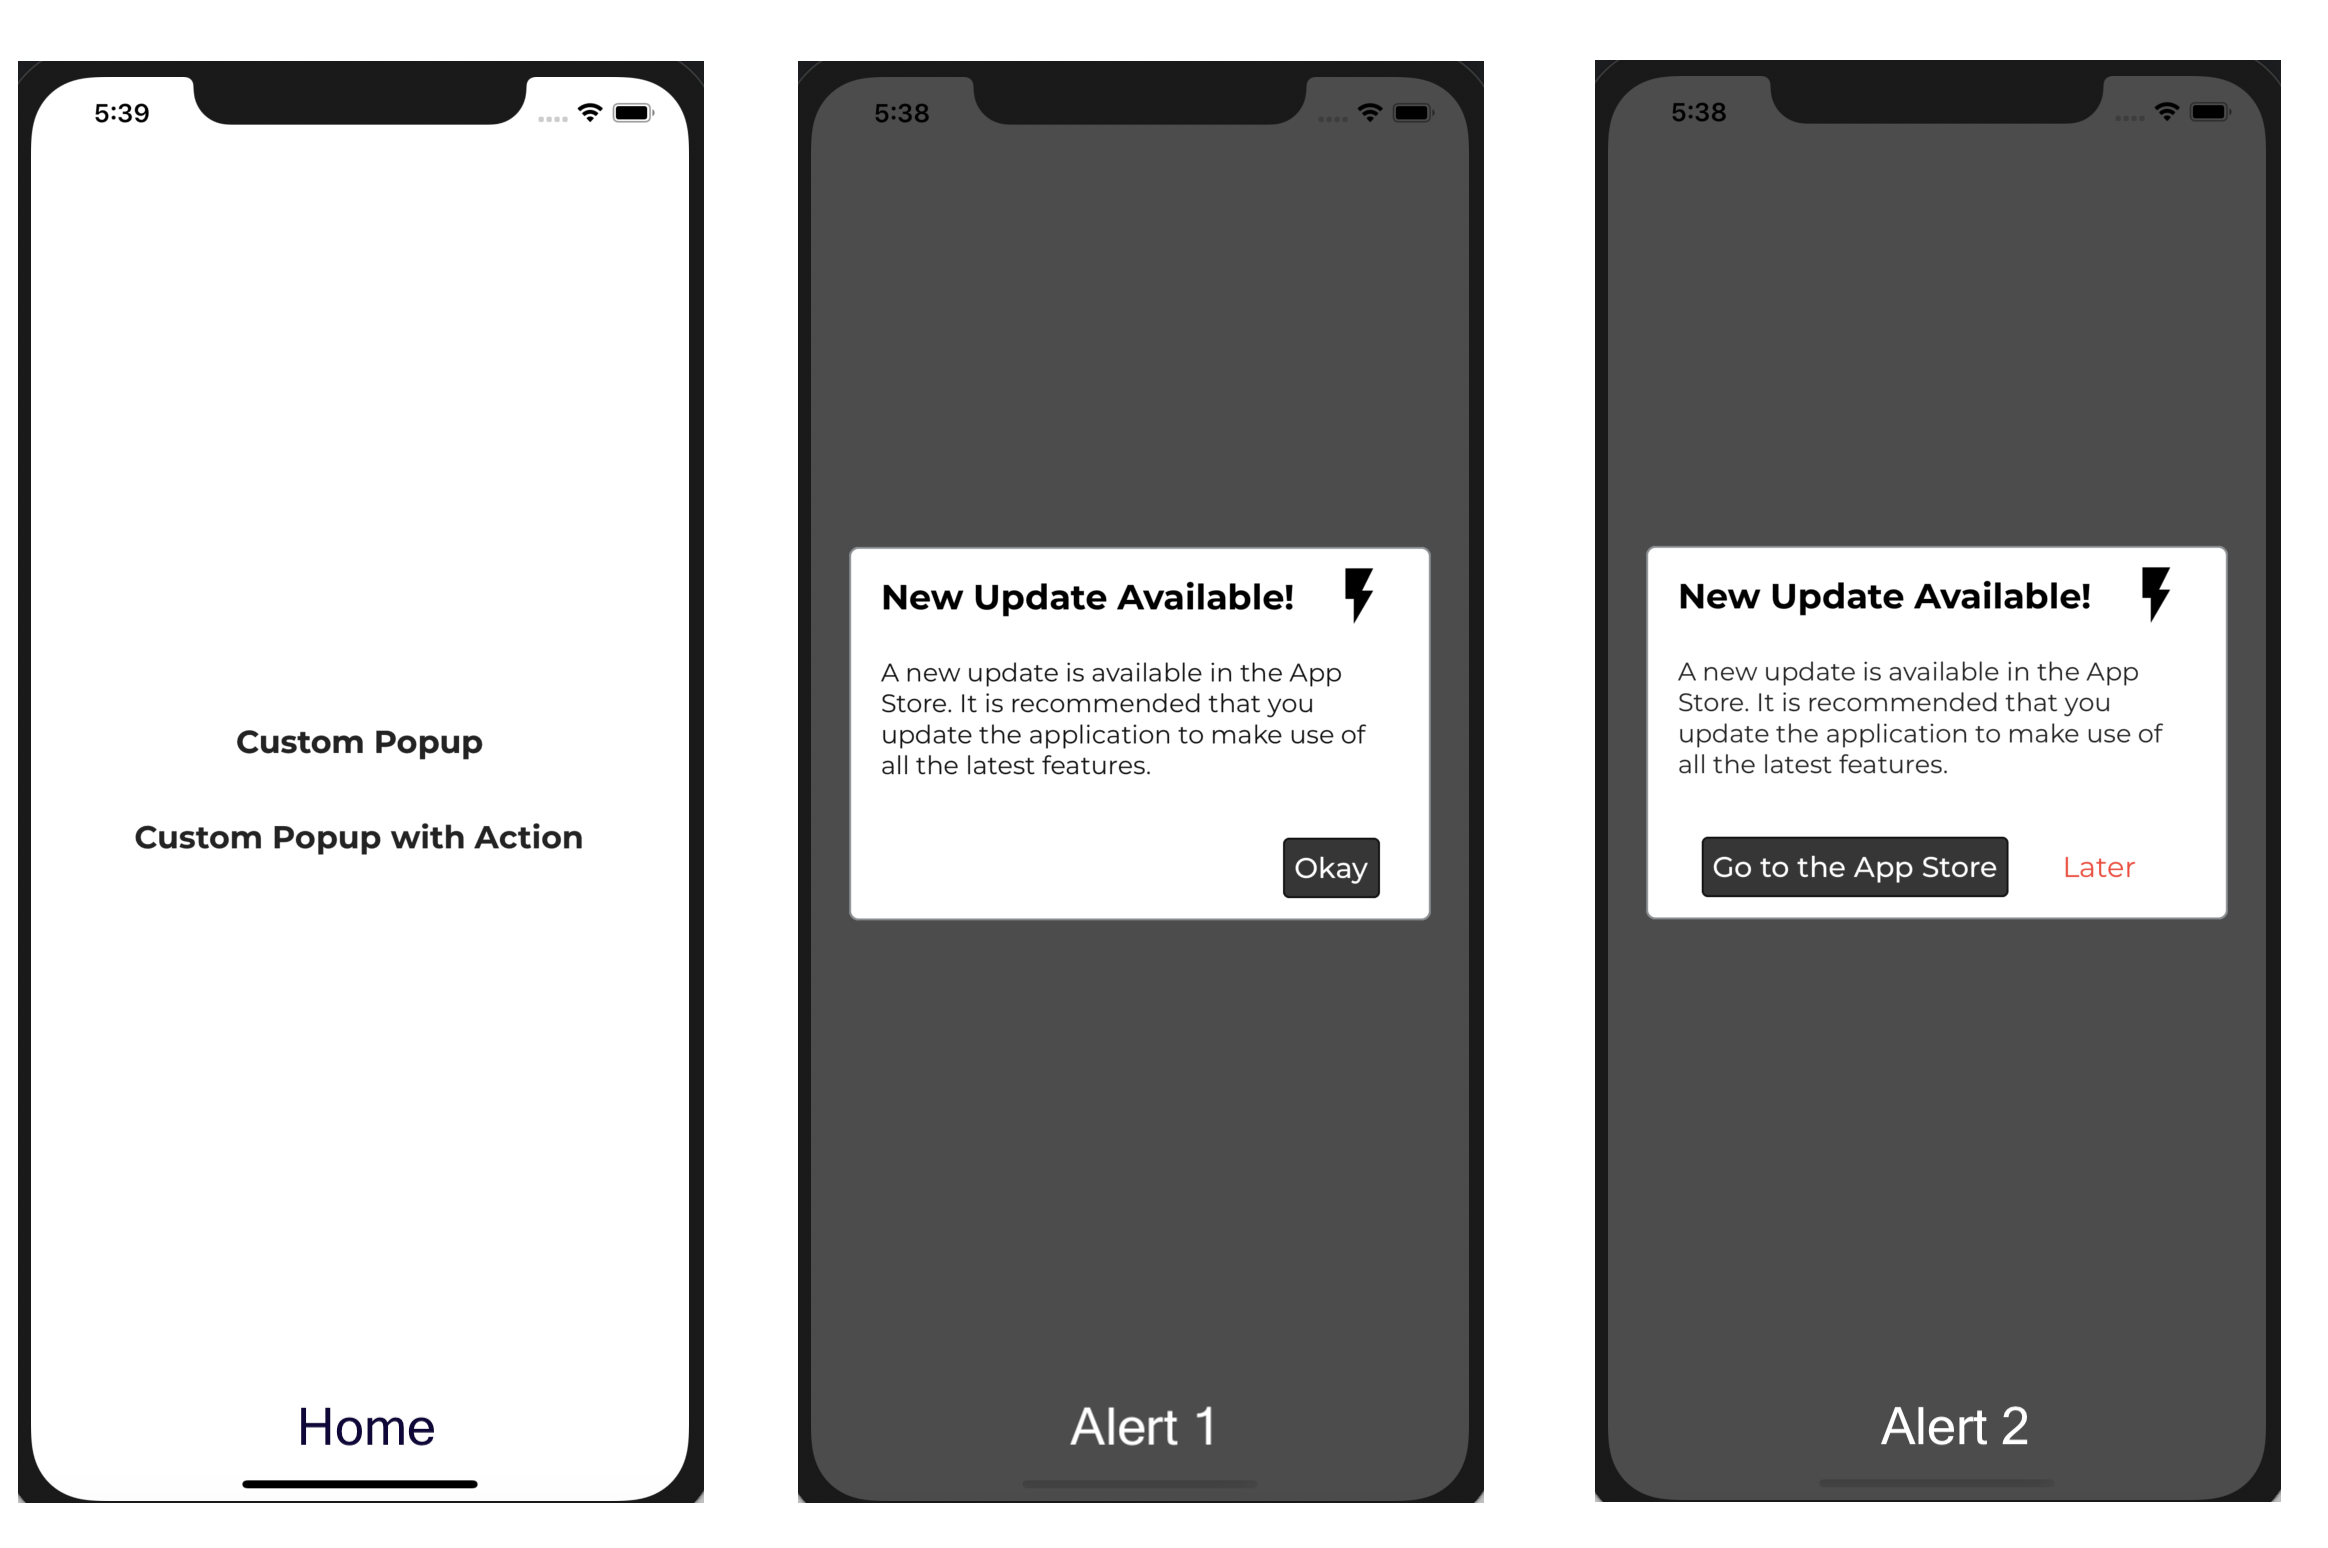 5:39
Custom Popup
Custom Popup with Action
Home
5:38
New Update Available!
A new update is available in the App
Store. It is recommended that you
update the application to make use of
all the latest features.
Okay
Alert 1
5:38
New Update Available!
A new update is available in the App
Store. It is recommended that you
update the application to make use of
all the latest features.
Go to the App Store
Later
Alert 2